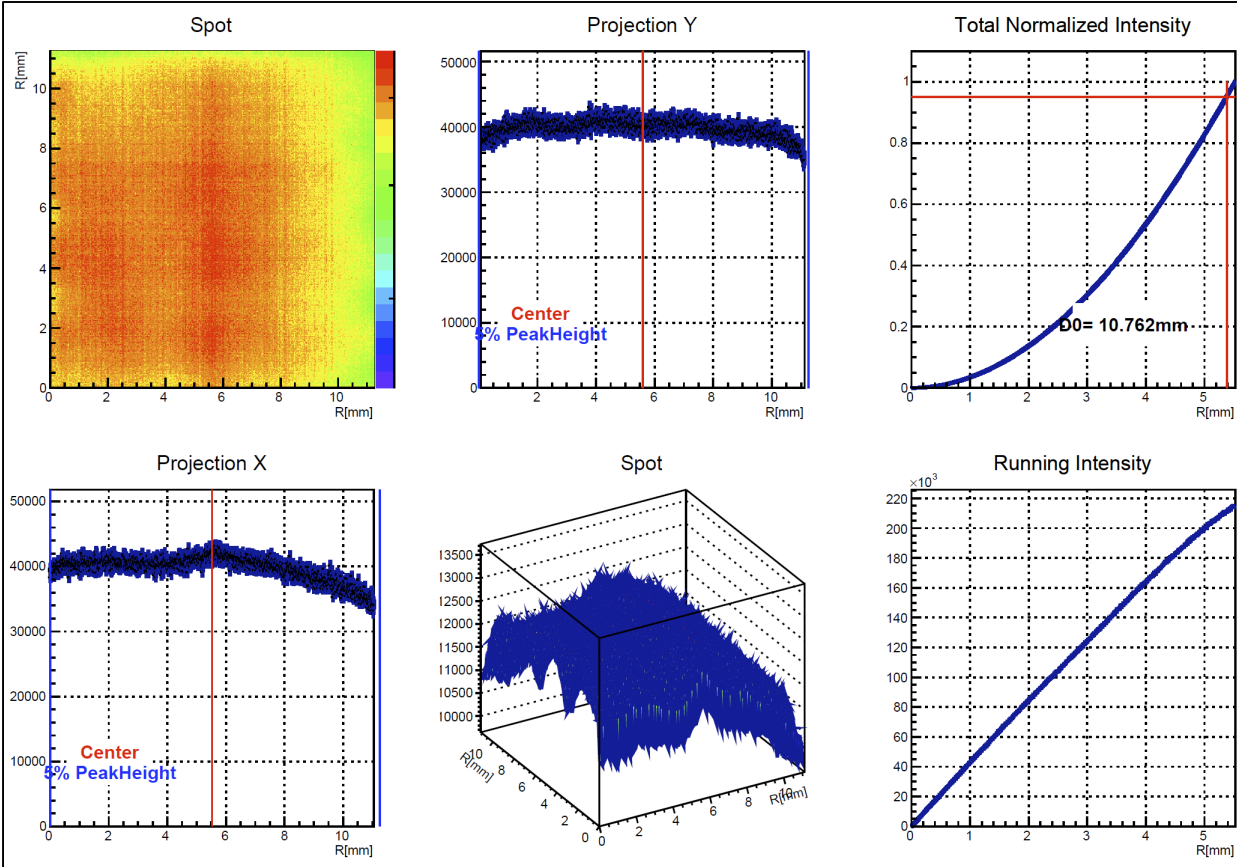 Spot
R[mm]
10
8
6
4
2
0
0 2 4 6 8 10
R[mm]
Projection Y
50000
40000
30000
20000
10000
0
Center
5% PeakHeight
2 4 6 8 10
R[mm]
Total Normalized Intensity
1
0.8
0.6
0.4
0.2
0
D0= 10.762mm
0 1 2 3 4 5
R[mm]
Projection X
50000
40000
30000
20000
10000
0
Center
5% PeakHeight
0 2 4 6 8 10
R[mm]
Spot
13500
13000
12500
12000
11500
11000
10500
10000
10
8
6
4
2
0
R[mm]
0 2 4 6 8 10
R[mm]
Running Intensity
×10³
220
200
180
160
140
120
100
80
60
40
20
0
0 1 2 3 4 5
R[mm]